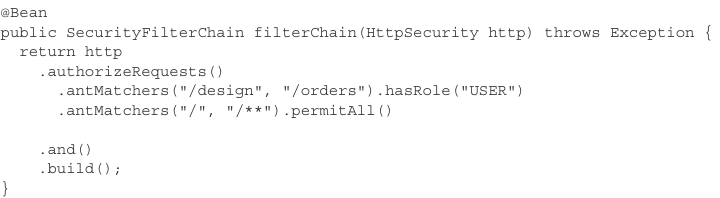 @Bean
public SecurityFilterChain filterChain(HttpSecurity http) throws Exception {
  return http
    .authorizeRequests()
      .antMatchers("/design", "/orders").hasRole("USER")
      .antMatchers("/", "/**").permitAll()

    .and()
    .build();
}